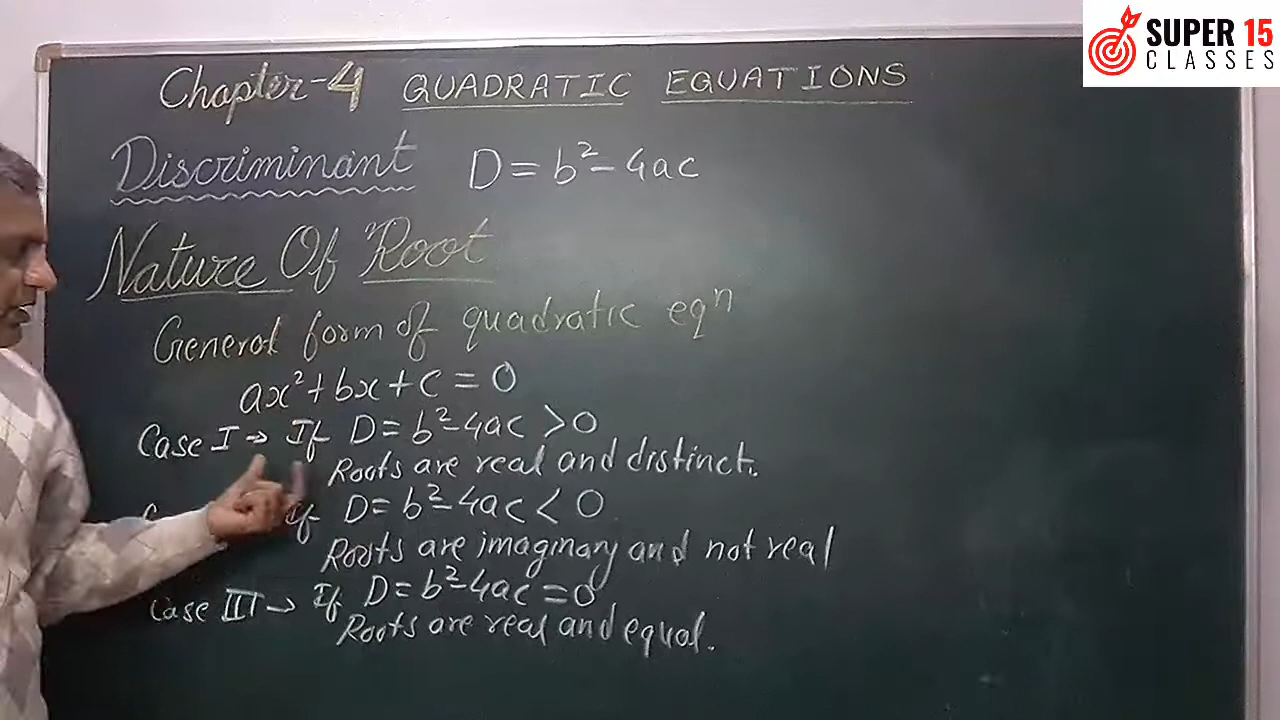 SUPER 15
CLASSES
Chapter-4 QUADRATIC EQUATIONS
Discriminant D = b² - 4ac
Nature Of Root
General form of quadratic eqⁿ
ax² + bx + c = 0
Case I → If D = b² - 4ac > 0
Roots are real and distinct.
If D = b² - 4ac < 0
Roots are imaginary and not real
Case III → If D = b² - 4ac = 0
Roots are real and equal.